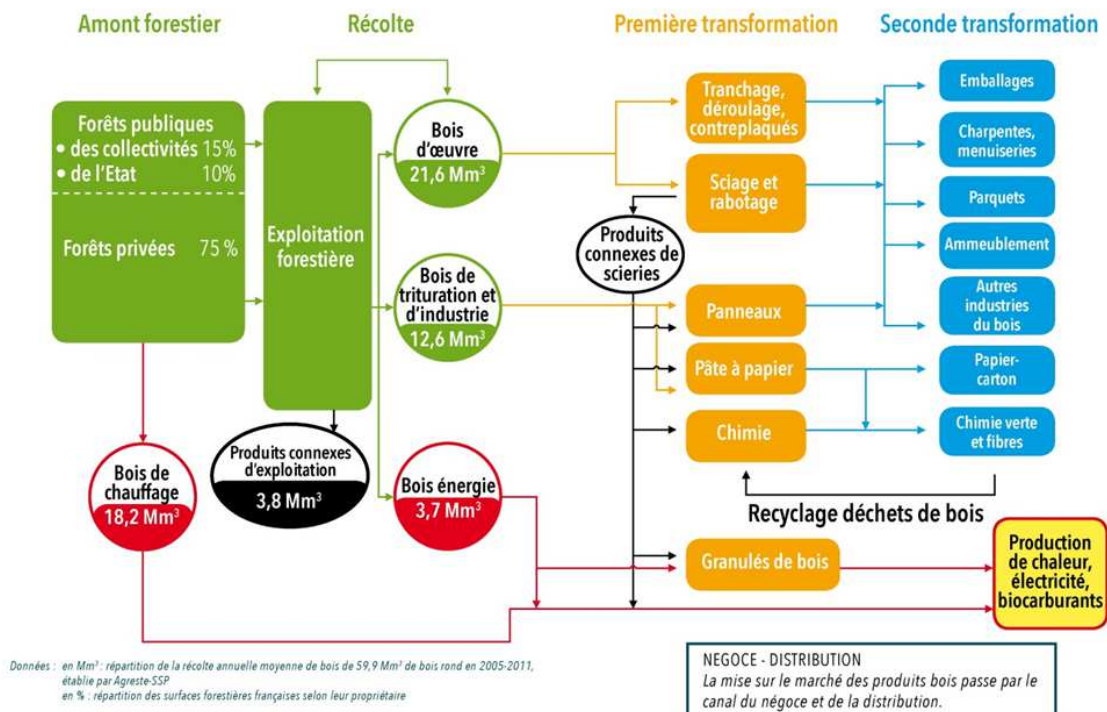 Amont forestier
Récolte
Première transformation
Seconde transformation
Forêts publiques
• des collectivités 15%
• de l'Etat 10%
Forêts privées 75 %
Exploitation
forestière
Bois
d'œuvre
21,6 Mm³
Bois de
trituration et
d'industrie
12,6 Mm³
Bois énergie
3,7 Mm³
Bois de
chauffage
18,2 Mm³
Produits connexes
d'exploitation
3,8 Mm³
Tranchage,
déroulage,
contreplaqués
Sciage et
rabotage
Produits
connexes de
scieries
Panneaux
Pâte à papier
Chimie
Granulés de bois
Emballages
Charpentes,
menuiseries
Parquets
Ammeublement
Autres
industries
du bois
Papier-
carton
Chimie verte
et fibres
Recyclage déchets de bois
Production
de chaleur,
électricité,
biocarburants
Données : en Mm³ : répartition de la récolte annuelle moyenne de bois de 59,9 Mm³ de bois rond en 2005-2011,
établie par Agreste-SSP
en % : répartition des surfaces forestières françaises selon leur propriétaire
NEGOCE - DISTRIBUTION
La mise sur le marché des produits bois passe par le
canal du négoce et de la distribution.